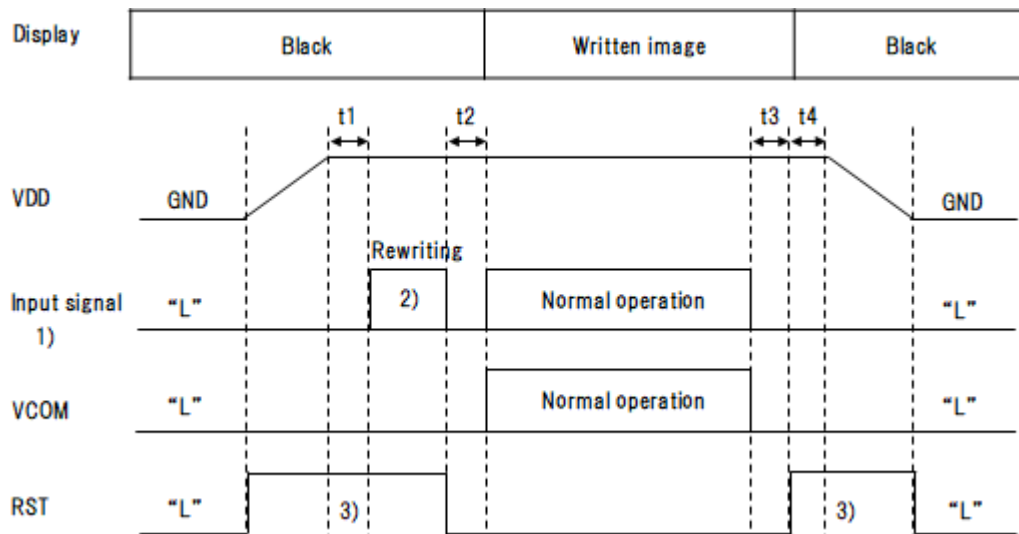 Display Black Written image Black
t1 t2 t3 t4
VDD GND GND
Rewriting
Input signal "L" 2) Normal operation "L"
1)
VCOM "L" Normal operation "L"
RST "L" 3) 3) "L"